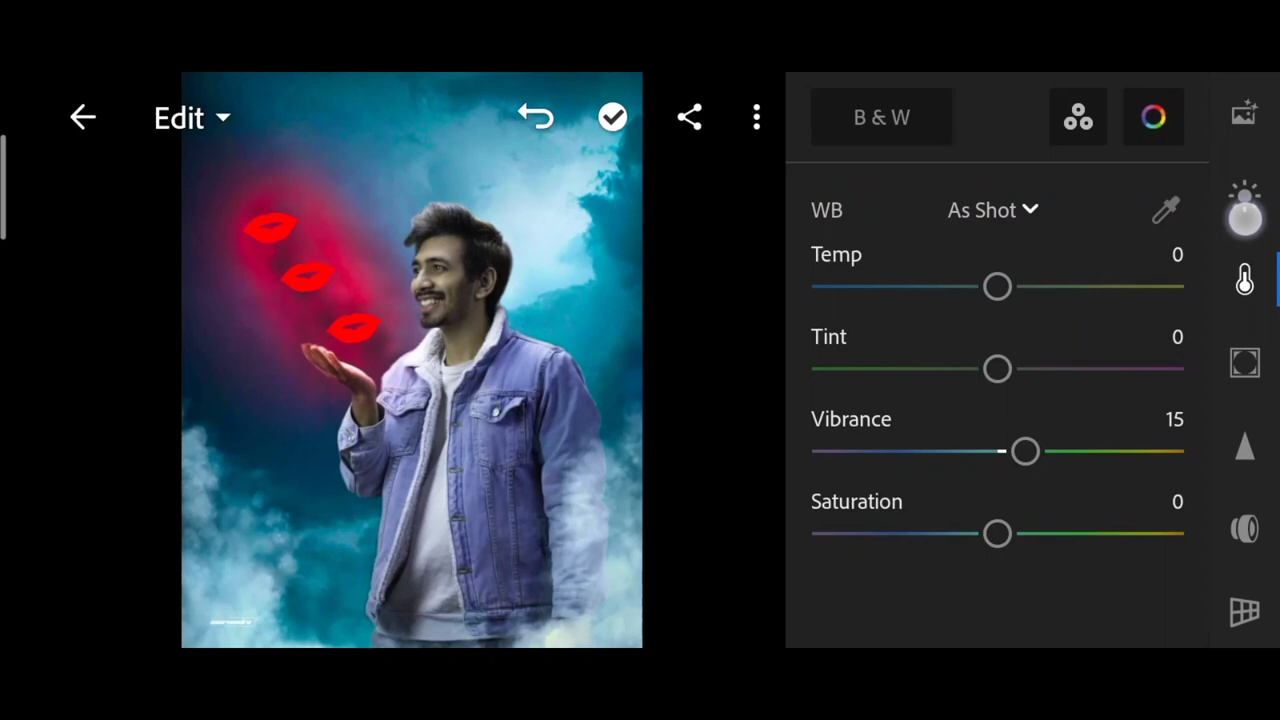 Edit
B & W
WB
As Shot
Temp
0
Tint
0
Vibrance
15
Saturation
0